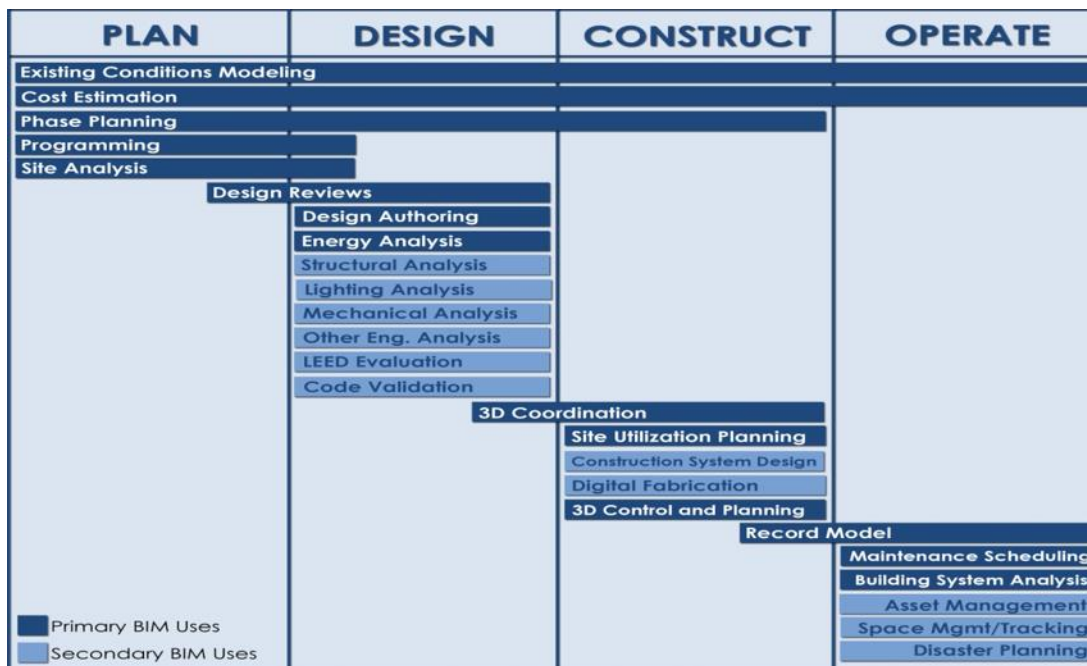 PLAN DESIGN CONSTRUCT OPERATE
Existing Conditions Modeling
Cost Estimation
Phase Planning
Programming
Site Analysis
Design Reviews
Design Authoring
Energy Analysis
Structural Analysis
Lighting Analysis
Mechanical Analysis
Other Eng. Analysis
LEED Evaluation
Code Validation
3D Coordination
Site Utilization Planning
Construction System Design
Digital Fabrication
3D Control and Planning
Record Model
Maintenance Scheduling
Building System Analysis
Asset Management
Space Mgmt/Tracking
Disaster Planning
Primary BIM Uses
Secondary BIM Uses